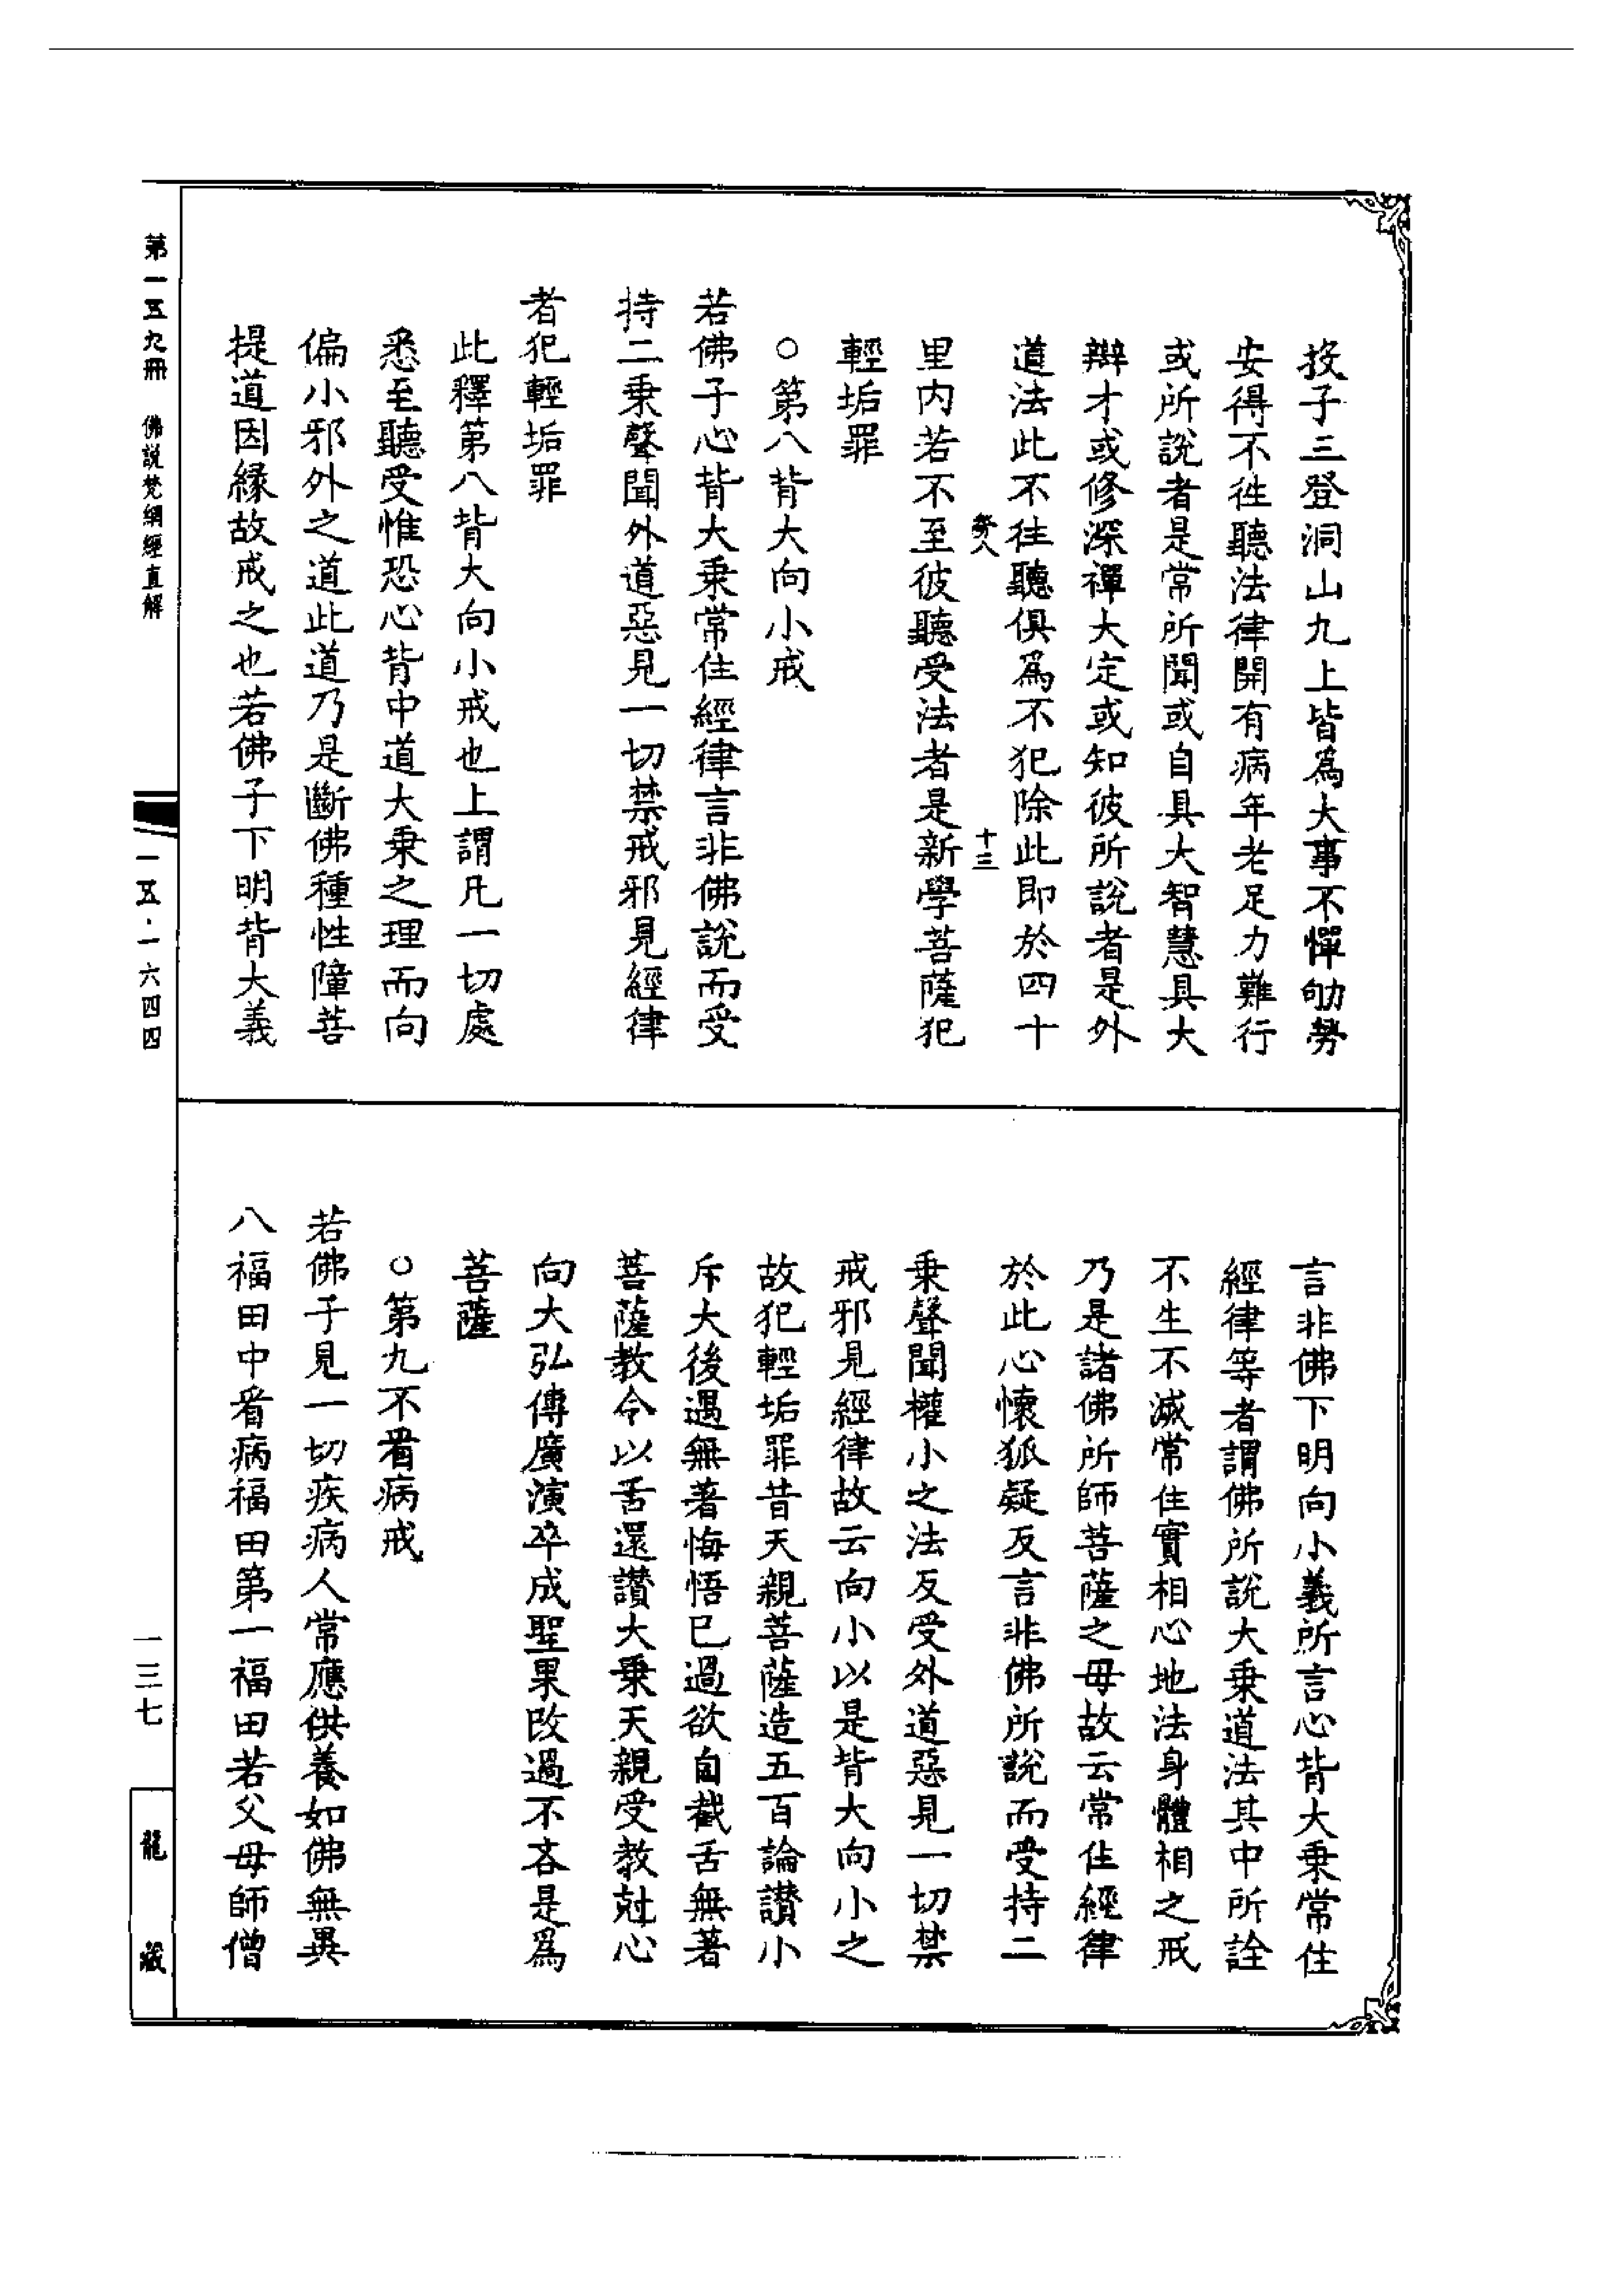 投子三登洞山九上皆爲大事不憚劬勞
安得不徃聽法律開有病年老足力難行
或所說者是常所聞或自具大智慧具大
辯才或修深禪大定或知彼所說者是外
道法此不往聽俱爲不犯除此即於四十
十三
里内若不至彼聽受法者是新學菩薩犯
輕垢罪
○第八背大向小戒
若佛子心背大乗常住經律言非佛說而受
持二乗聲聞外道惡見一切禁戒邪見經律
者犯輕垢罪
此釋第八背大向小戒也上謂凡一切處
悉至聽受惟恐心背中道大乗之理而向
偏小邪外之道此道乃是斷佛種性障菩
提道因緣故戒之也若佛子下明背大義
言非佛下明向小義所言心背大乗常住
經律等者謂佛所說大乗道法其中所詮
不生不滅常住實相心地法身體相之戒
乃是諸佛所師菩薩之母故云常住經律
於此心懷狐疑反言非佛所說而受持二
乗聲聞權小之法反受外道惡見一切禁
戒邪見經律故云向小以是背大向小之
故犯輕垢罪昔天親菩薩造五百論讃小
斥大後遇無著悔悟已過欲自截舌無著
菩薩教令以舌還讃大乗天親受教尅心
向大弘傳廣演卒成聖果改過不吝是爲
菩薩
○第九不看病戒
若佛子見一切疾病人常應供養如佛無異
八福田中看病福田第一福田若父母師僧
第一五九冊 佛説梵網經直解
一五·一六四四
一三七
龍藏